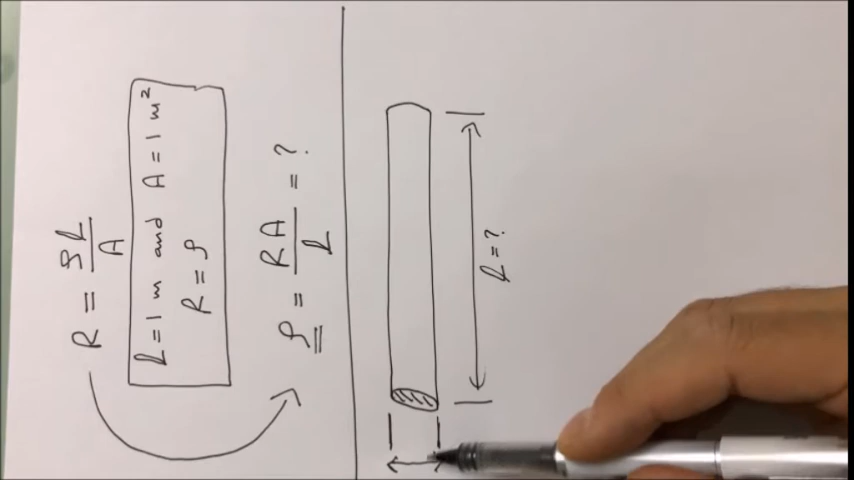 R = ρl/A
l=1 m and A=1 m²
R = ρ
ρ = RA/l = ?
l=?